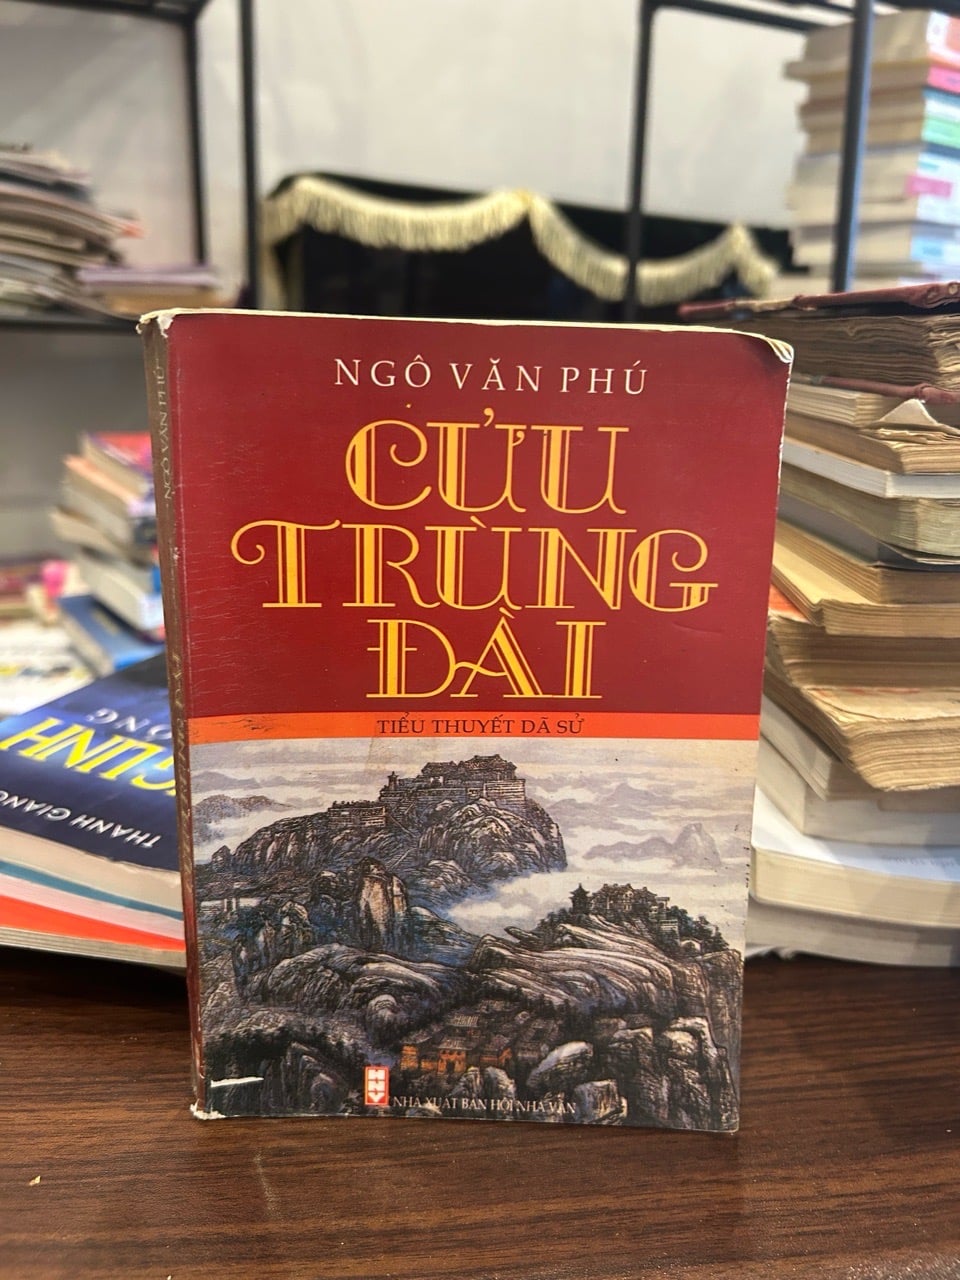 NGÔ VĂN PHÚ
CỬU
TRÙNG
ĐÀI
TIỂU THUYẾT DÃ SỬ
HNV
NHÀ XUẤT BẢN HỘI NHÀ VĂN
NGÔ VĂN PHÚ
THANH GIANG